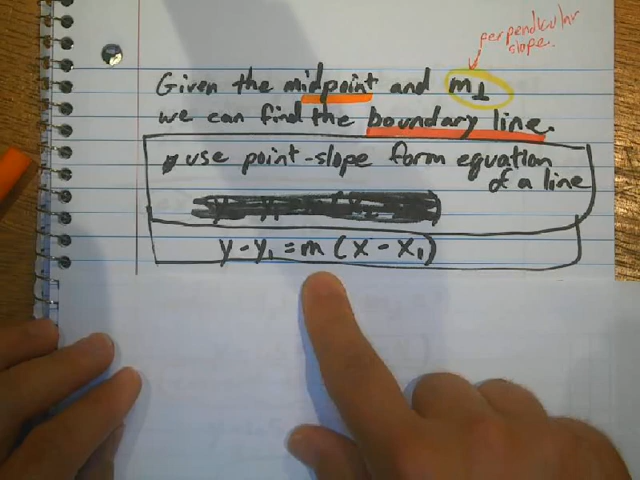 perpendicular
slope.
Given the midpoint and m⊥
we can find the boundary line.
use point-slope form equation
of a line
y - y₁ = m (x - x₁)